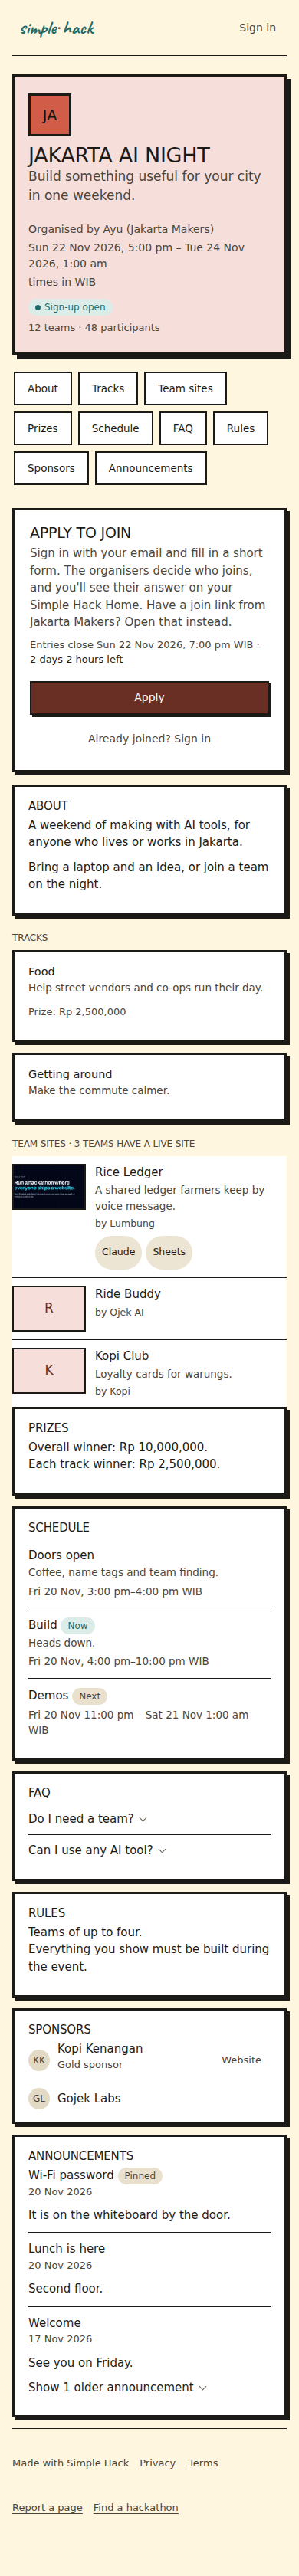 simple hack
Sign in
JA
JAKARTA AI NIGHT
Build something useful for your city
in one weekend.
Organised by Ayu (Jakarta Makers)
Sun 22 Nov 2026, 5:00 pm – Tue 24 Nov
2026, 1:00 am
times in WIB
Sign-up open
12 teams · 48 participants
About
Tracks
Team sites
Prizes
Schedule
FAQ
Rules
Sponsors
Announcements
APPLY TO JOIN
Sign in with your email and fill in a short
form. The organisers decide who joins,
and you'll see their answer on your
Simple Hack Home. Have a join link from
Jakarta Makers? Open that instead.
Entries close Sun 22 Nov 2026, 7:00 pm WIB ·
2 days 2 hours left
Apply
Already joined? Sign in
ABOUT
A weekend of making with AI tools, for
anyone who lives or works in Jakarta.
Bring a laptop and an idea, or join a team
on the night.
TRACKS
Food
Help street vendors and co-ops run their day.
Prize: Rp 2,500,000
Getting around
Make the commute calmer.
TEAM SITES · 3 TEAMS HAVE A LIVE SITE
Run a hackathon where
everyone ships a website.
Rice Ledger
A shared ledger farmers keep by
voice message.
by Lumbung
Claude
Sheets
R
Ride Buddy
by Ojek AI
K
Kopi Club
Loyalty cards for warungs.
by Kopi
PRIZES
Overall winner: Rp 10,000,000.
Each track winner: Rp 2,500,000.
SCHEDULE
Doors open
Coffee, name tags and team finding.
Fri 20 Nov, 3:00 pm–4:00 pm WIB
Build Now
Heads down.
Fri 20 Nov, 4:00 pm–10:00 pm WIB
Demos Next
Fri 20 Nov 11:00 pm – Sat 21 Nov 1:00 am
WIB
FAQ
Do I need a team?
Can I use any AI tool?
RULES
Teams of up to four.
Everything you show must be built during
the event.
SPONSORS
KK
Kopi Kenangan
Gold sponsor
Website
GL
Gojek Labs
ANNOUNCEMENTS
Wi-Fi password Pinned
20 Nov 2026
It is on the whiteboard by the door.
Lunch is here
20 Nov 2026
Second floor.
Welcome
17 Nov 2026
See you on Friday.
Show 1 older announcement
Made with Simple Hack Privacy Terms
Report a page Find a hackathon